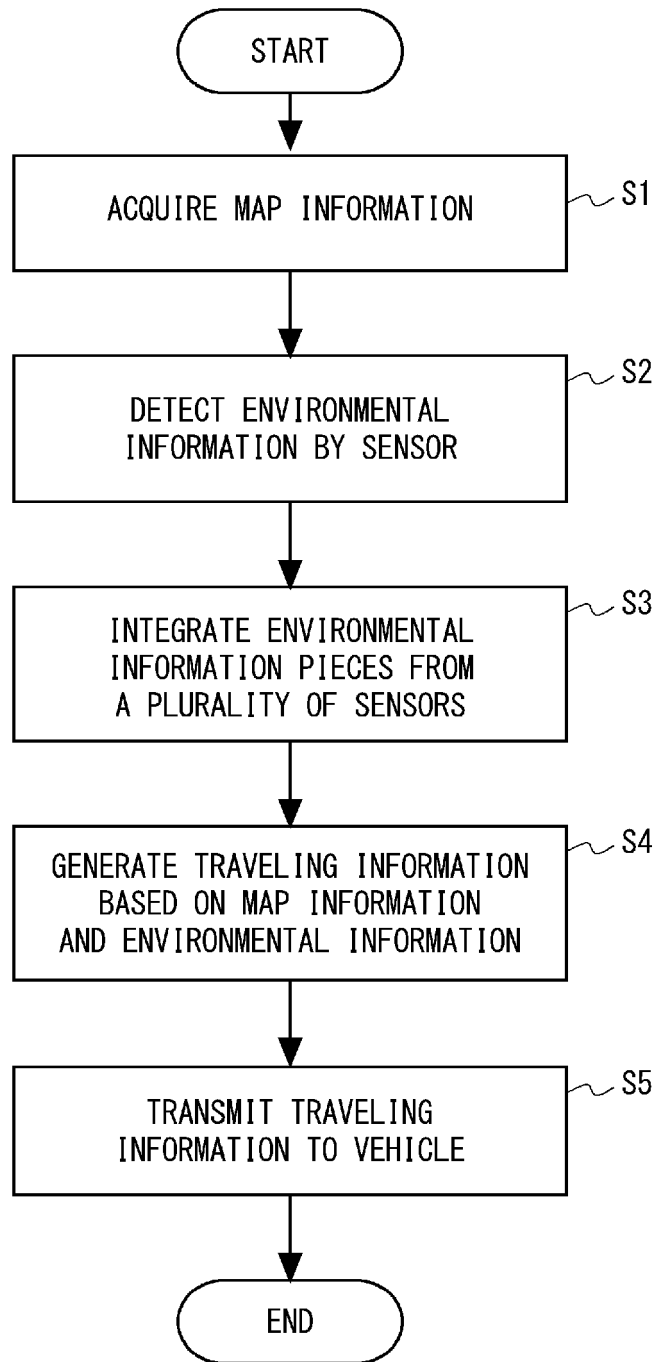 START
ACQUIRE MAP INFORMATION
S1
DETECT ENVIRONMENTAL
INFORMATION BY SENSOR
S2
INTEGRATE ENVIRONMENTAL
INFORMATION PIECES FROM
A PLURALITY OF SENSORS
S3
GENERATE TRAVELING INFORMATION
BASED ON MAP INFORMATION
AND ENVIRONMENTAL INFORMATION
S4
TRANSMIT TRAVELING
INFORMATION TO VEHICLE
S5
END